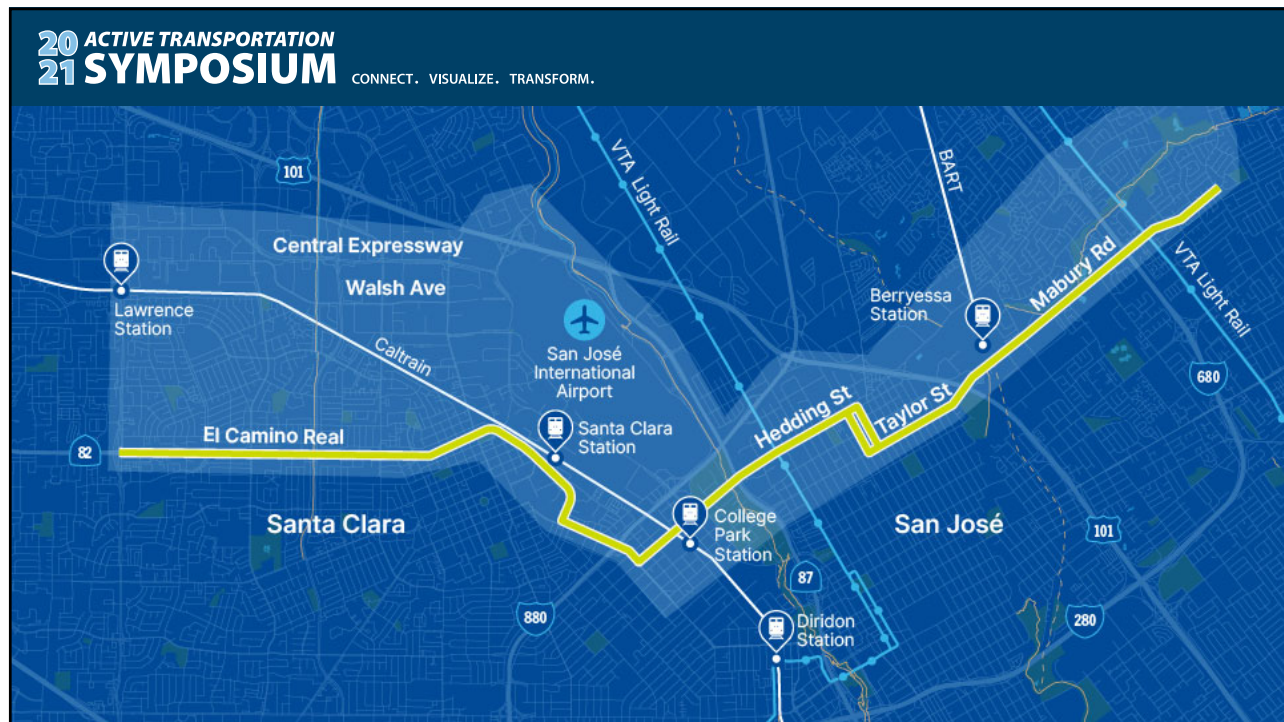 20
21
ACTIVE TRANSPORTATION
SYMPOSIUM
CONNECT. VISUALIZE. TRANSFORM.
101
VTA Light Rail
BART
Central Expressway
Walsh Ave
Lawrence
Station
Caltrain
San José
International
Airport
Berryessa
Station
Mabury Rd
VTA Light Rail
680
El Camino Real
82
Santa Clara
Station
Hedding St
Taylor St
Santa Clara
College
Park
Station
San José
101
87
880
280
Diridon
Station